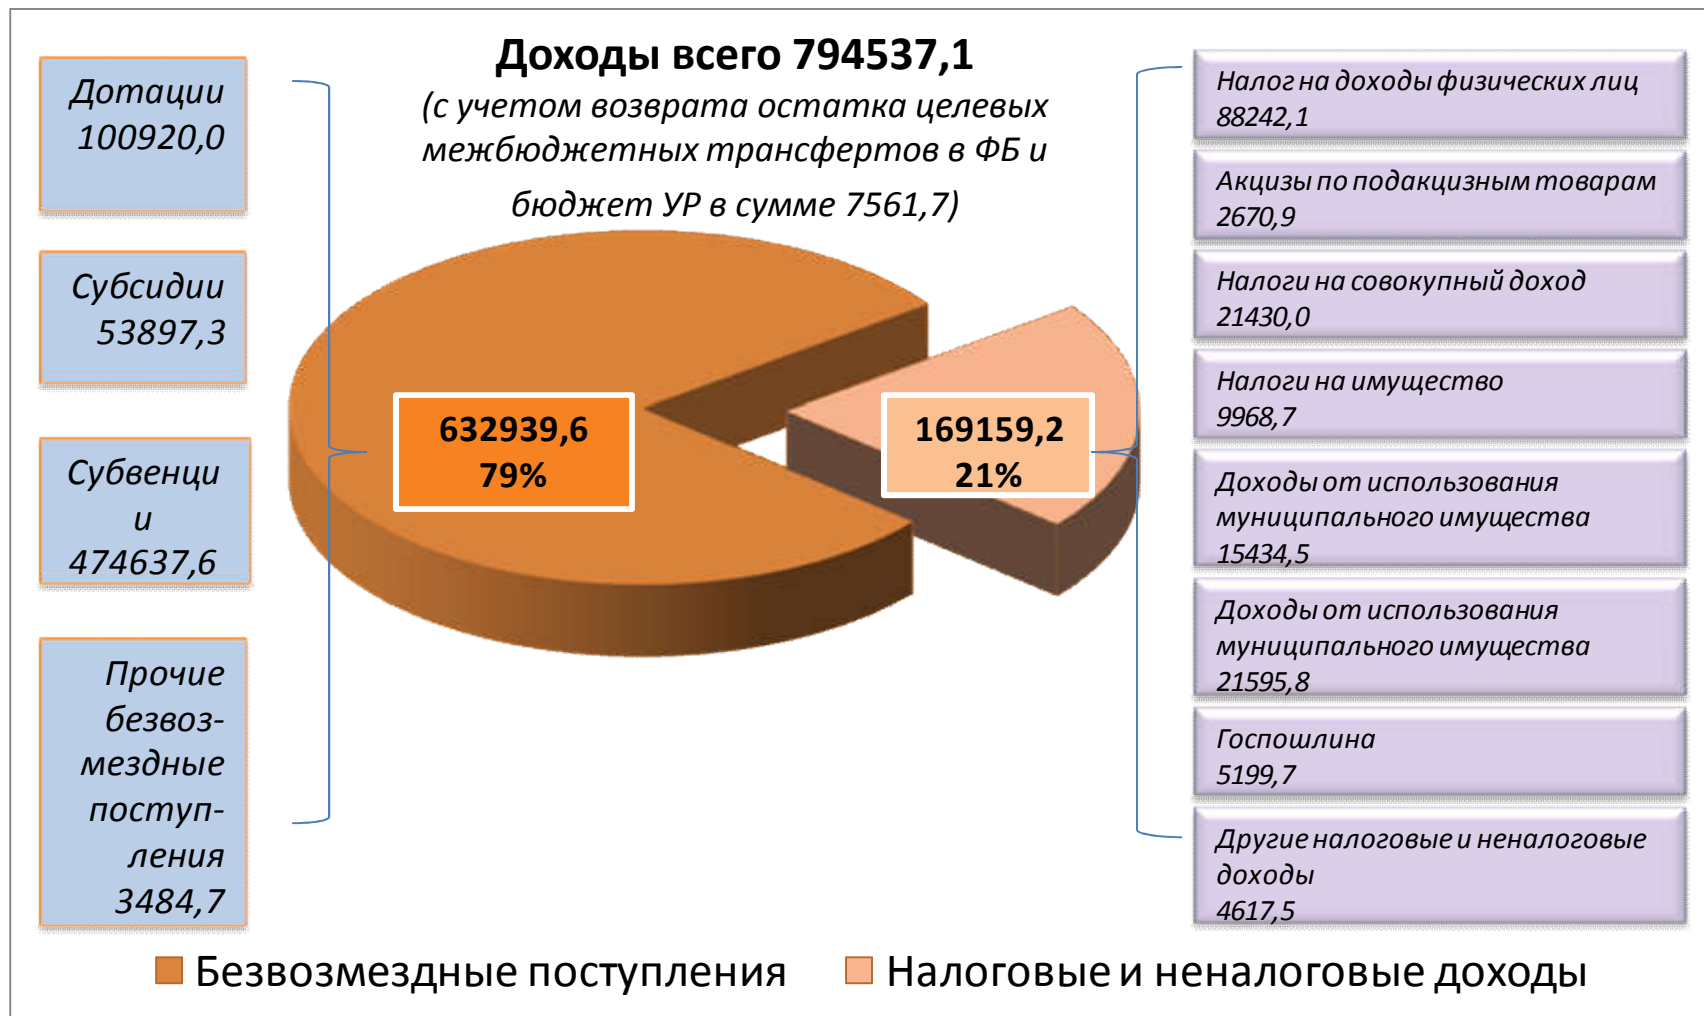 Доходы всего 794537,1
(с учетом возврата остатка целевых
межбюджетных трансфертов в ФБ и
бюджет УР в сумме 7561,7)
Дотации
100920,0
Субсидии
53897,3
Субвенци
и
474637,6
Прочие
безвоз-
мездные
поступ-
ления
3484,7
632939,6
79%
169159,2
21%
Налог на доходы физических лиц
88242,1
Акцизы по подакцизным товарам
2670,9
Налоги на совокупный доход
21430,0
Налоги на имущество
9968,7
Доходы от использования
муниципального имущества
15434,5
Доходы от использования
муниципального имущества
21595,8
Госпошлина
5199,7
Другие налоговые и неналоговые
доходы
4617,5
Безвозмездные поступления
Налоговые и неналоговые доходы